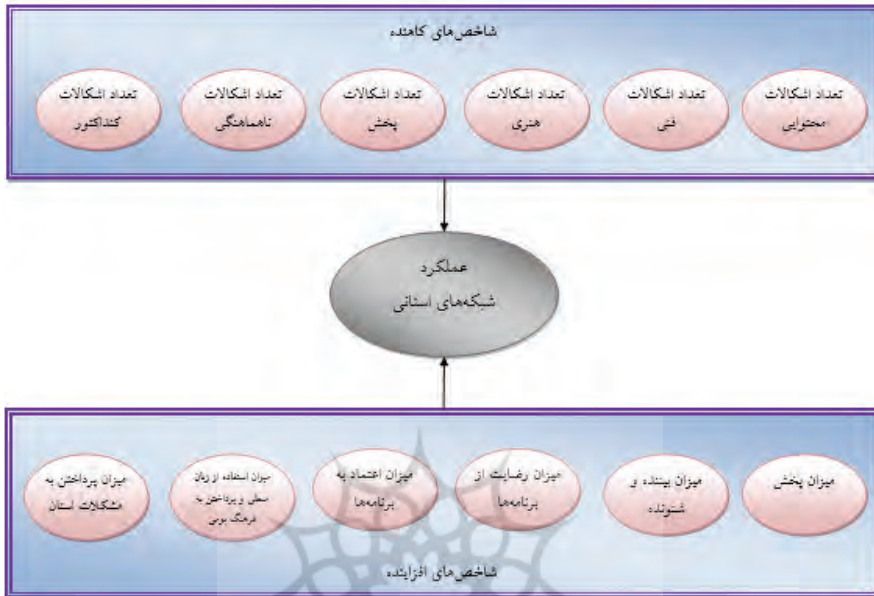 شاخص‌های کاهنده
تعداد اشکالات
محتوایی
تعداد اشکالات
فنی
تعداد اشکالات
هنری
تعداد اشکالات
پخش
تعداد اشکالات
ناهماهنگی
تعداد اشکالات
کنداکتور
عملکرد
شبکه‌های استانی
میزان پخش
میزان بیننده و
شنونده
میزان رضایت از
برنامه‌ها
میزان اعتماد به
برنامه‌ها
میزان استفاده از زبان
محلی و پرداختن به
فرهنگ بومی
میزان پرداختن به
مشکلات استان
شاخص‌های افزاینده